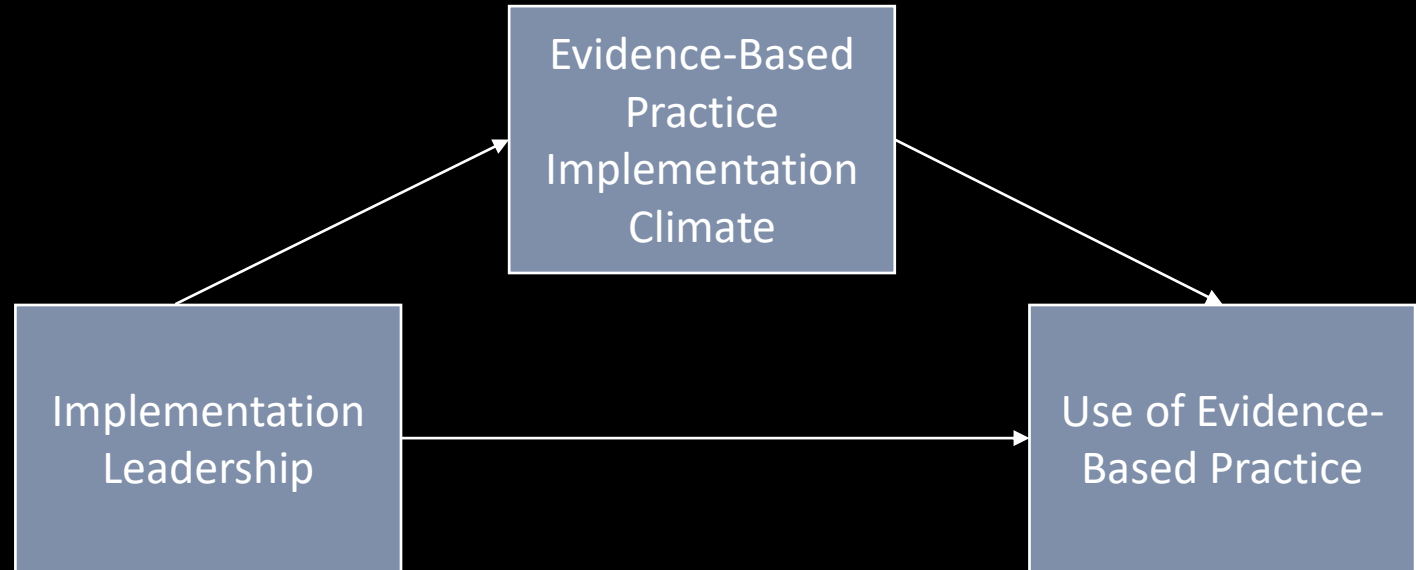 Evidence-Based
Practice
Implementation
Climate
Implementation
Leadership
Use of Evidence-
Based Practice